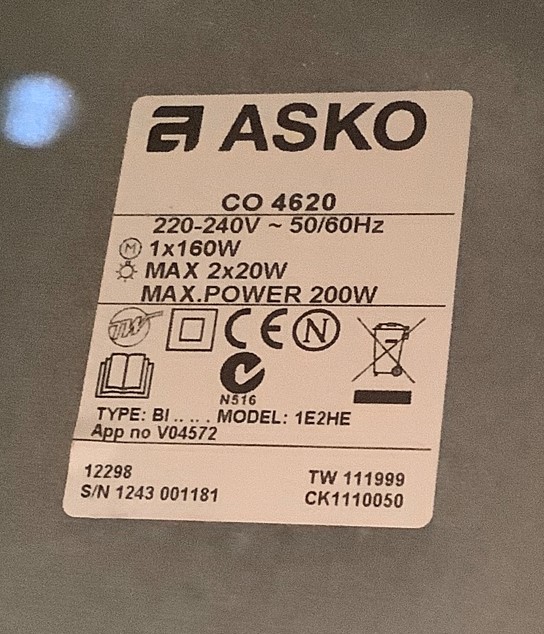 ASKO
CO 4620
220-240V ~ 50/60Hz
M 1x160W
MAX 2x20W
MAX.POWER 200W
CE N
N516
TYPE: BI ..... MODEL: 1E2HE
App no V04572
12298 TW 111999
S/N 1243 001181 CK1110050